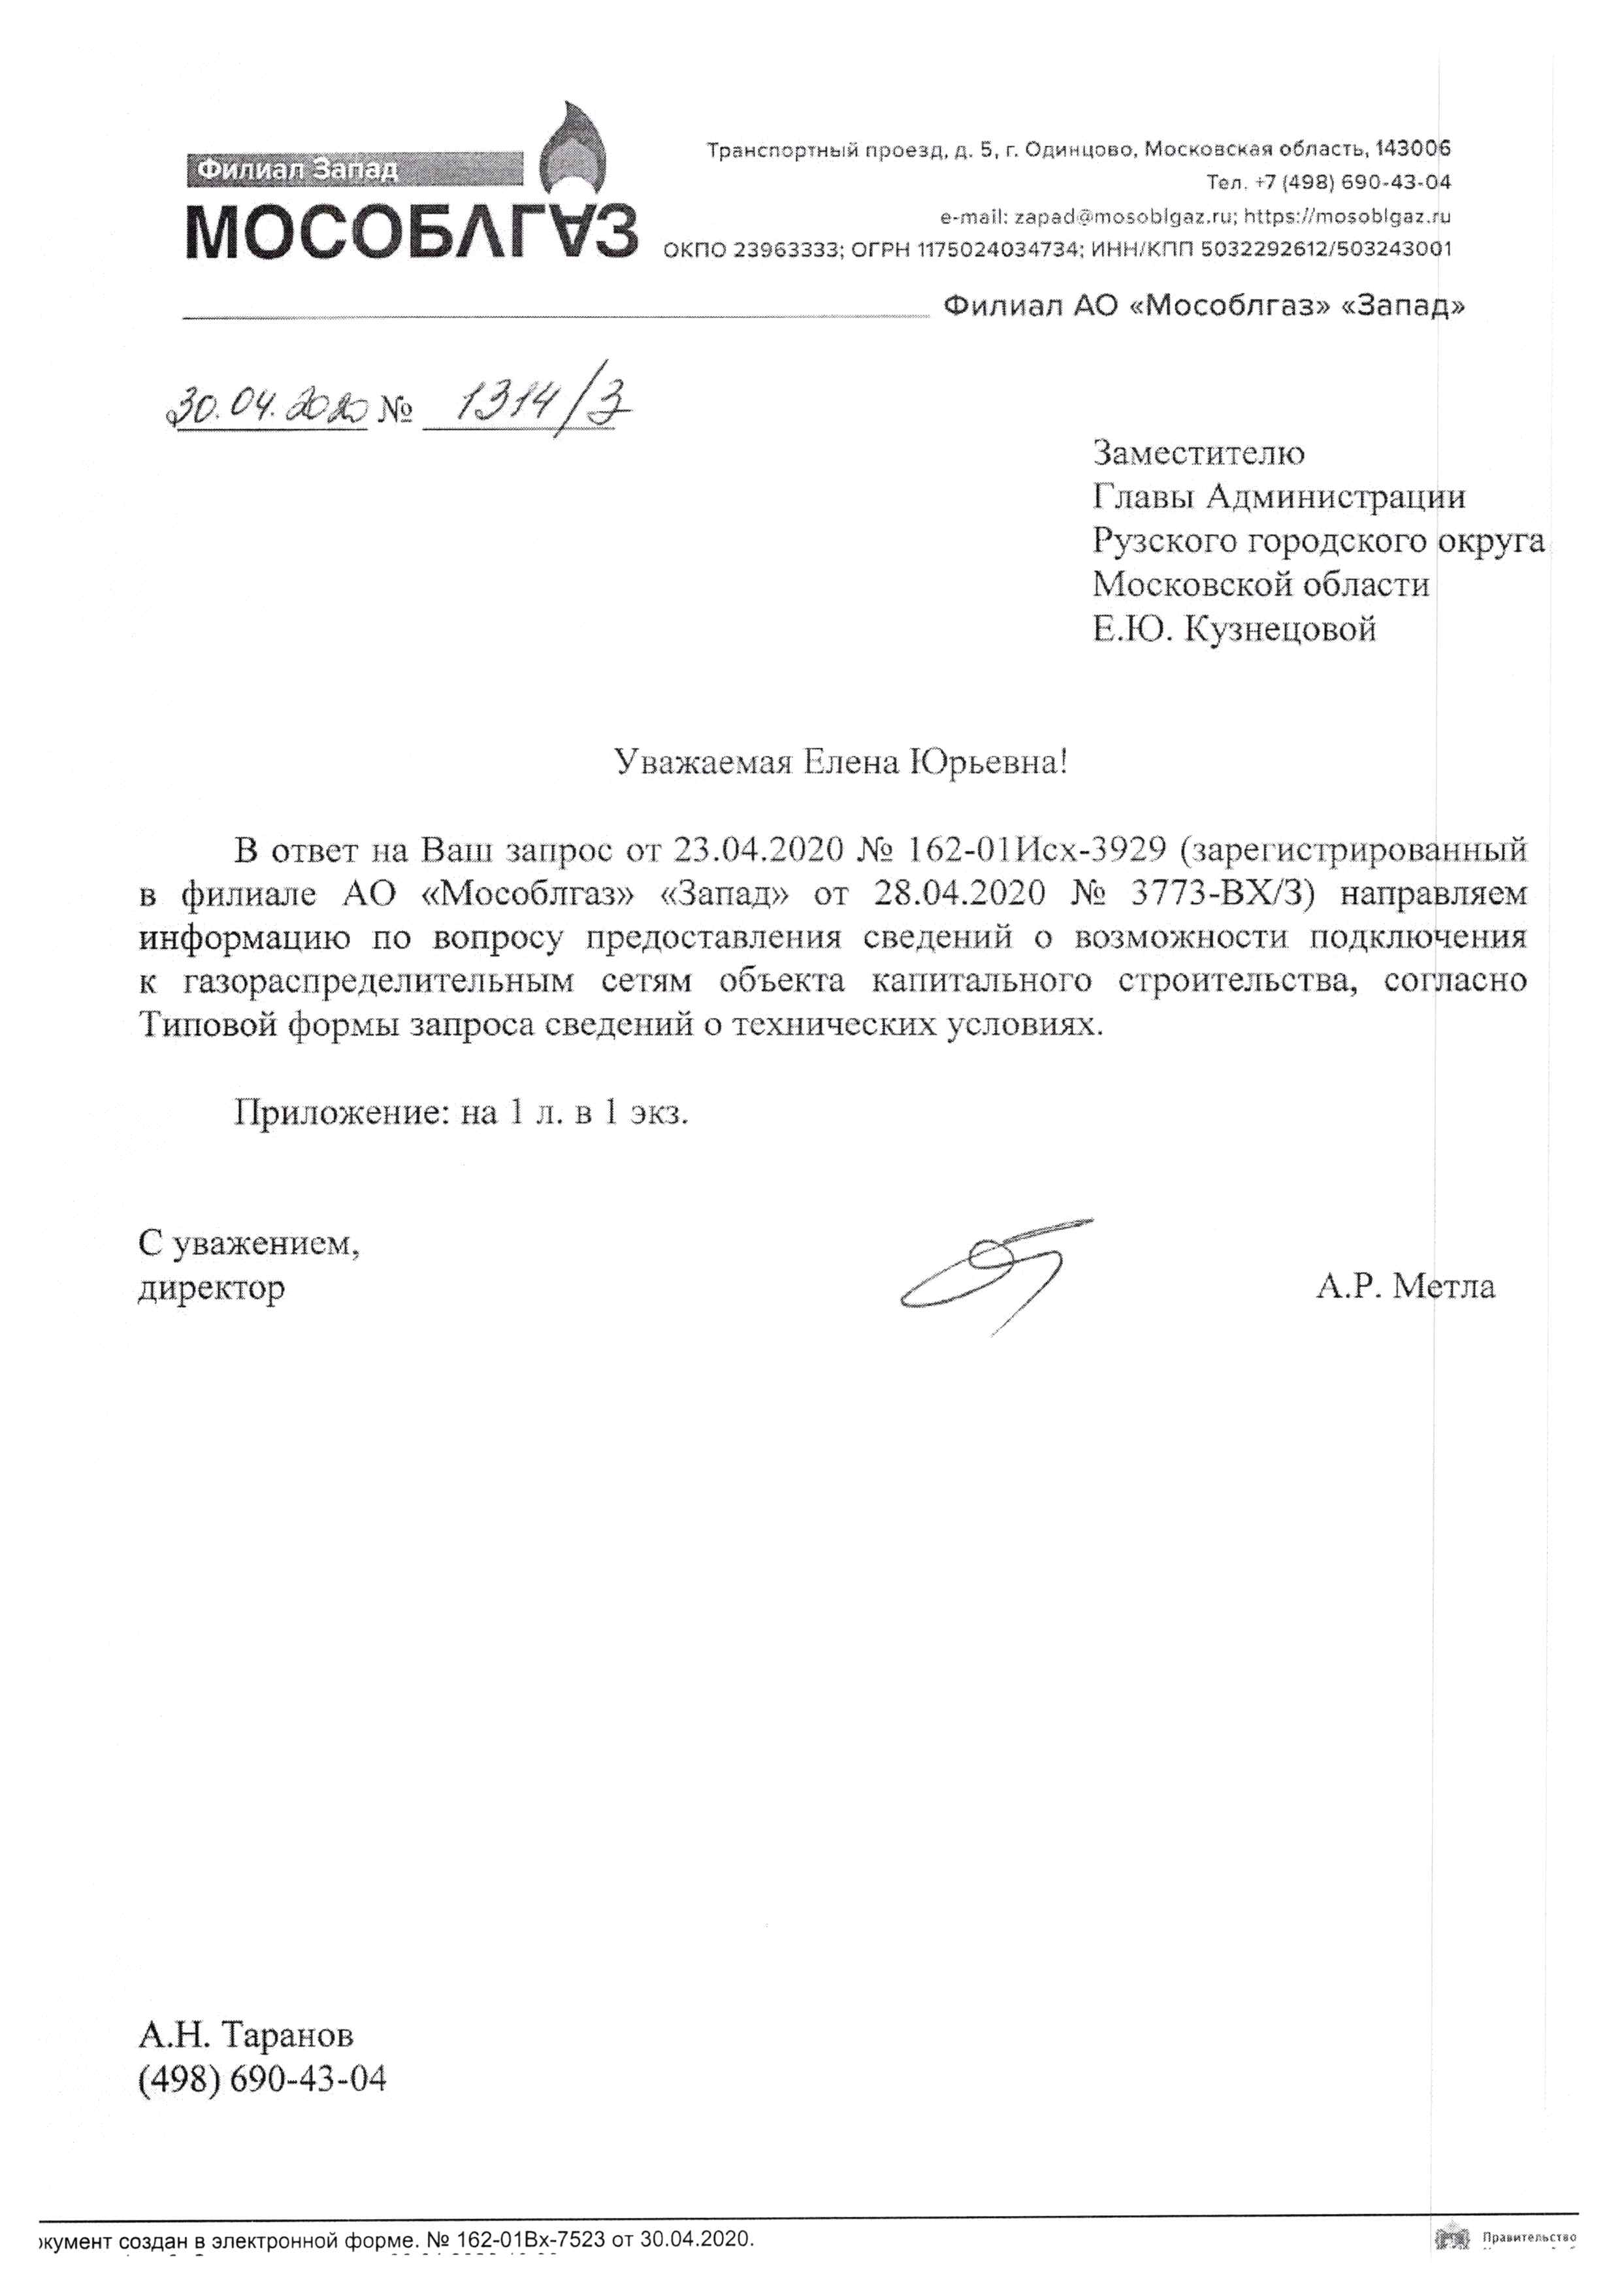 Филиал Запад
МОСОБЛГАЗ
Транспортный проезд, д. 5, г. Одинцово, Московская область, 143006
Тел. +7 (498) 690-43-04
e-mail: zapad@mosoblgaz.ru; https://mosoblgaz.ru
ОКПО 23963333; ОГРН 1175024034734; ИНН/КПП 5032292612/503243001
Филиал АО «Мособлгаз» «Запад»
30.04.2020 № 1314/З
Заместителю
Главы Администрации
Рузского городского округа
Московской области
Е.Ю. Кузнецовой
Уважаемая Елена Юрьевна!
В ответ на Ваш запрос от 23.04.2020 № 162-01Исх-3929 (зарегистрированный
в филиале АО «Мособлгаз» «Запад» от 28.04.2020 № 3773-ВХ/З) направляем
информацию по вопросу предоставления сведений о возможности подключения
к газораспределительным сетям объекта капитального строительства, согласно
Типовой формы запроса сведений о технических условиях.
Приложение: на 1 л. в 1 экз.
С уважением,
директор
А.Р. Метла
А.Н. Таранов
(498) 690-43-04
окумент создан в электронной форме. № 162-01Вх-7523 от 30.04.2020.
Правительство